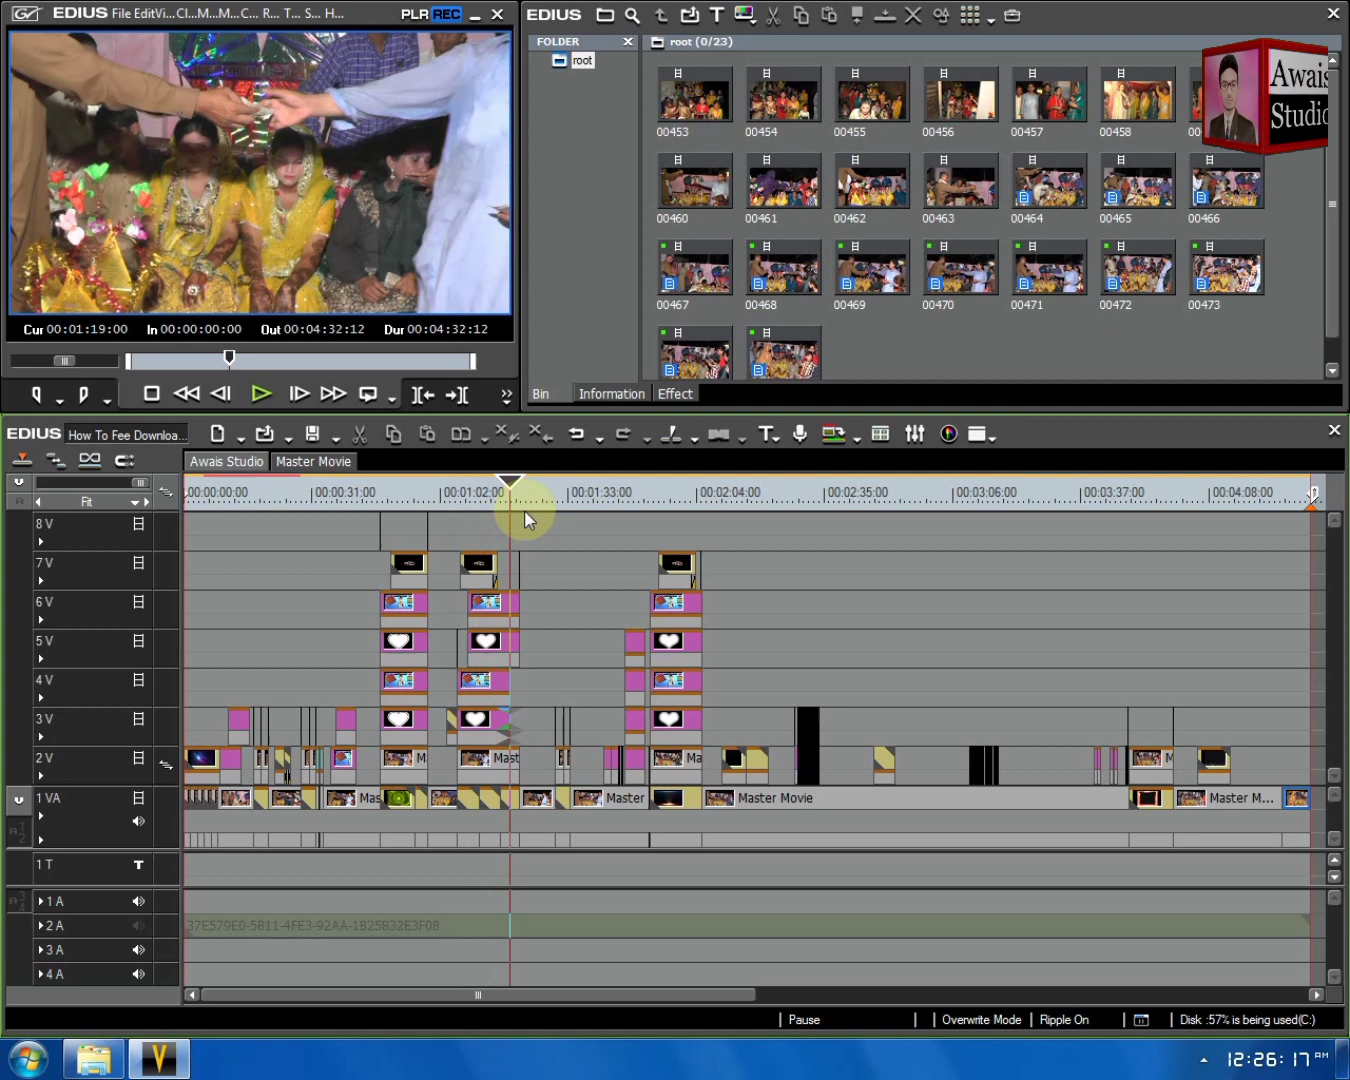 EDIUS File EditVi...Cl...M...M...C... R... T... S... H... PLR REC
Cur 00:01:19:00 In 00:00:00:00 Out 00:04:32:12 Dur 00:04:32:12
EDIUS
FOLDER
root
root (0/23)
00453 00454 00455 00456 00457 00458
00460 00461 00462 00463 00464 00465 00466
00467 00468 00469 00470 00471 00472 00473
Awais
Studio
Bin Information Effect
EDIUS How To Fee Downloa...
Awais Studio Master Movie
Fit
00:00:00:00 00:00:31:00 00:01:02:00 00:01:33:00 00:02:04:00 00:02:35:00 00:03:06:00 00:03:37:00 00:04:08:00
8 V
7 V
6 V
5 V
4 V
3 V
2 V M Mast Ma M
1 VA Mas Master Master Movie Master M...
1 T T
1 A
2 A 37E579E0-5811-4FE3-92AA-1B25B32E3F08
3 A
4 A
Pause Overwrite Mode Ripple On Disk :57% is being used(C:)
12:26:17 AM